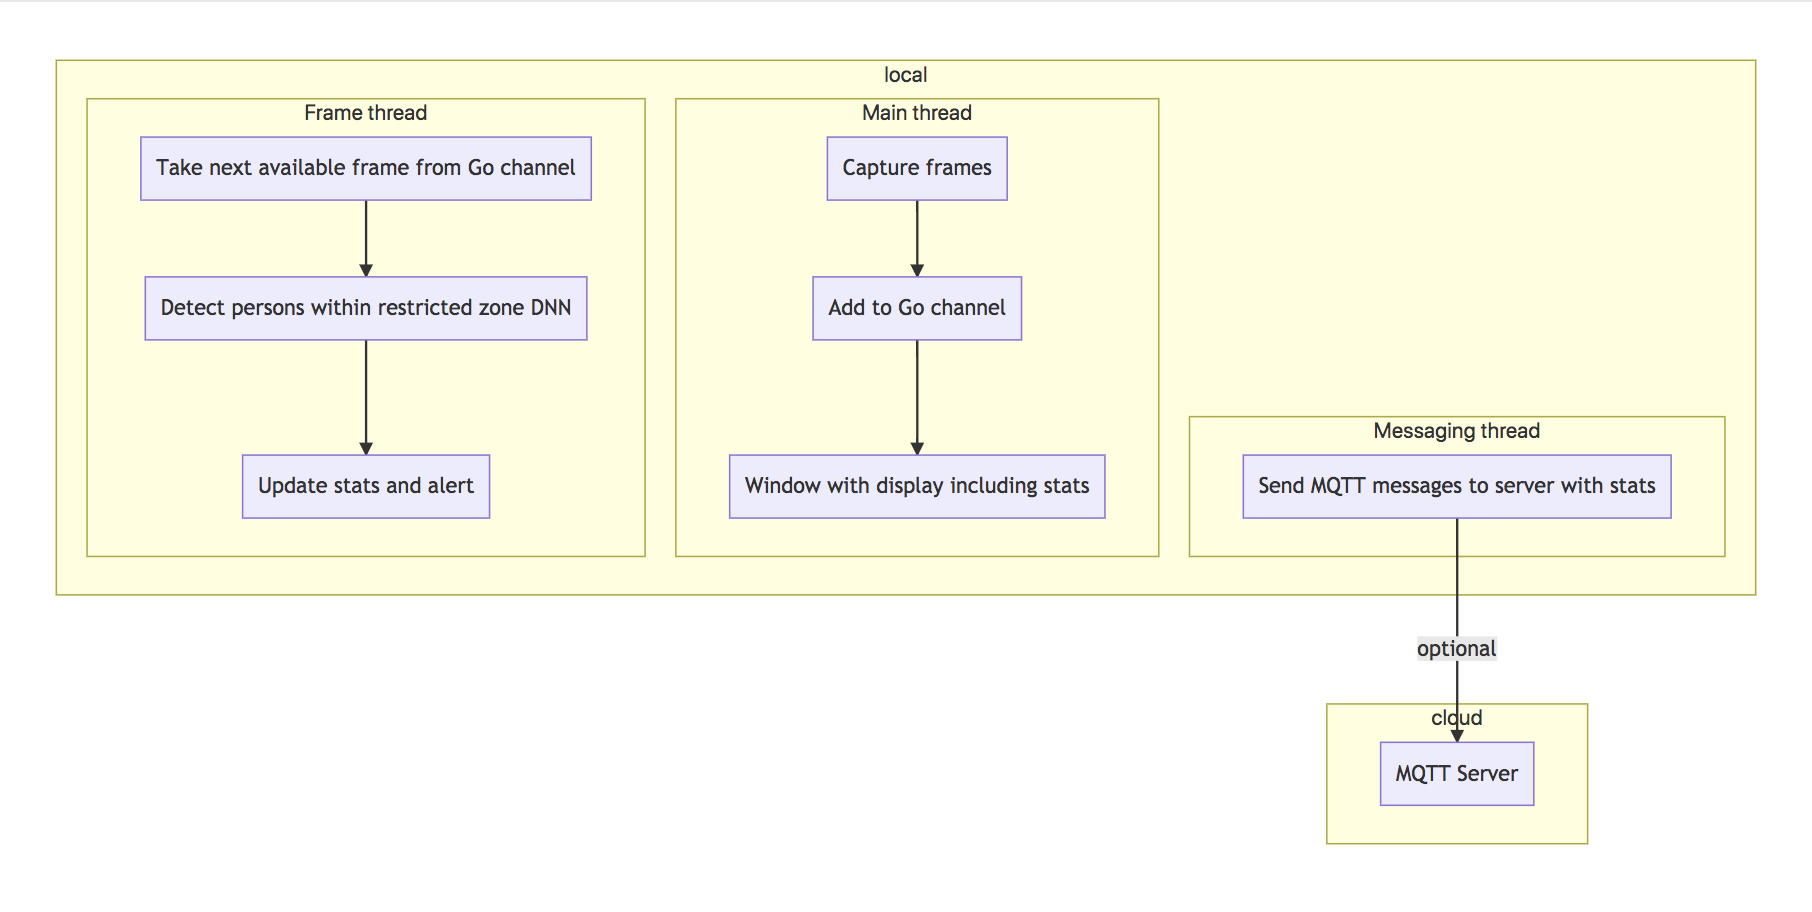 local
Frame thread
Take next available frame from Go channel
Detect persons within restricted zone DNN
Update stats and alert
Main thread
Capture frames
Add to Go channel
Window with display including stats
Messaging thread
Send MQTT messages to server with stats
optional
cloud
MQTT Server